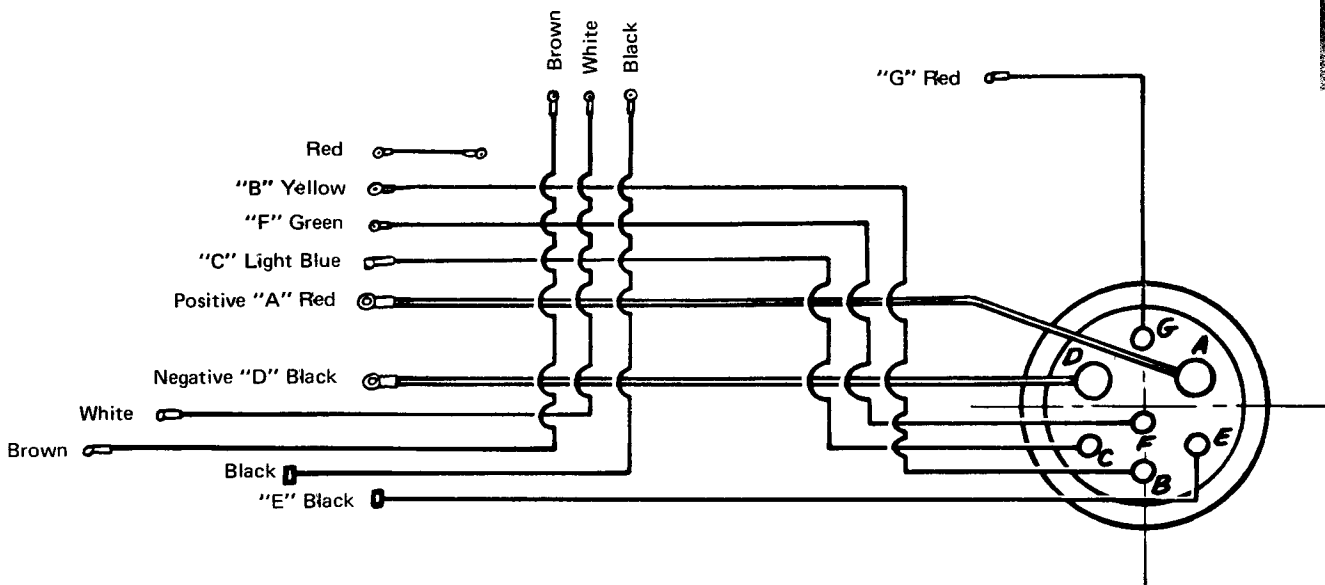 Brown
White
Black
"G" Red
Red
"B" Yellow
"F" Green
"C" Light Blue
Positive "A" Red
Negative "D" Black
White
Brown
Black
"E" Black
G
A
D
F
E
C
B